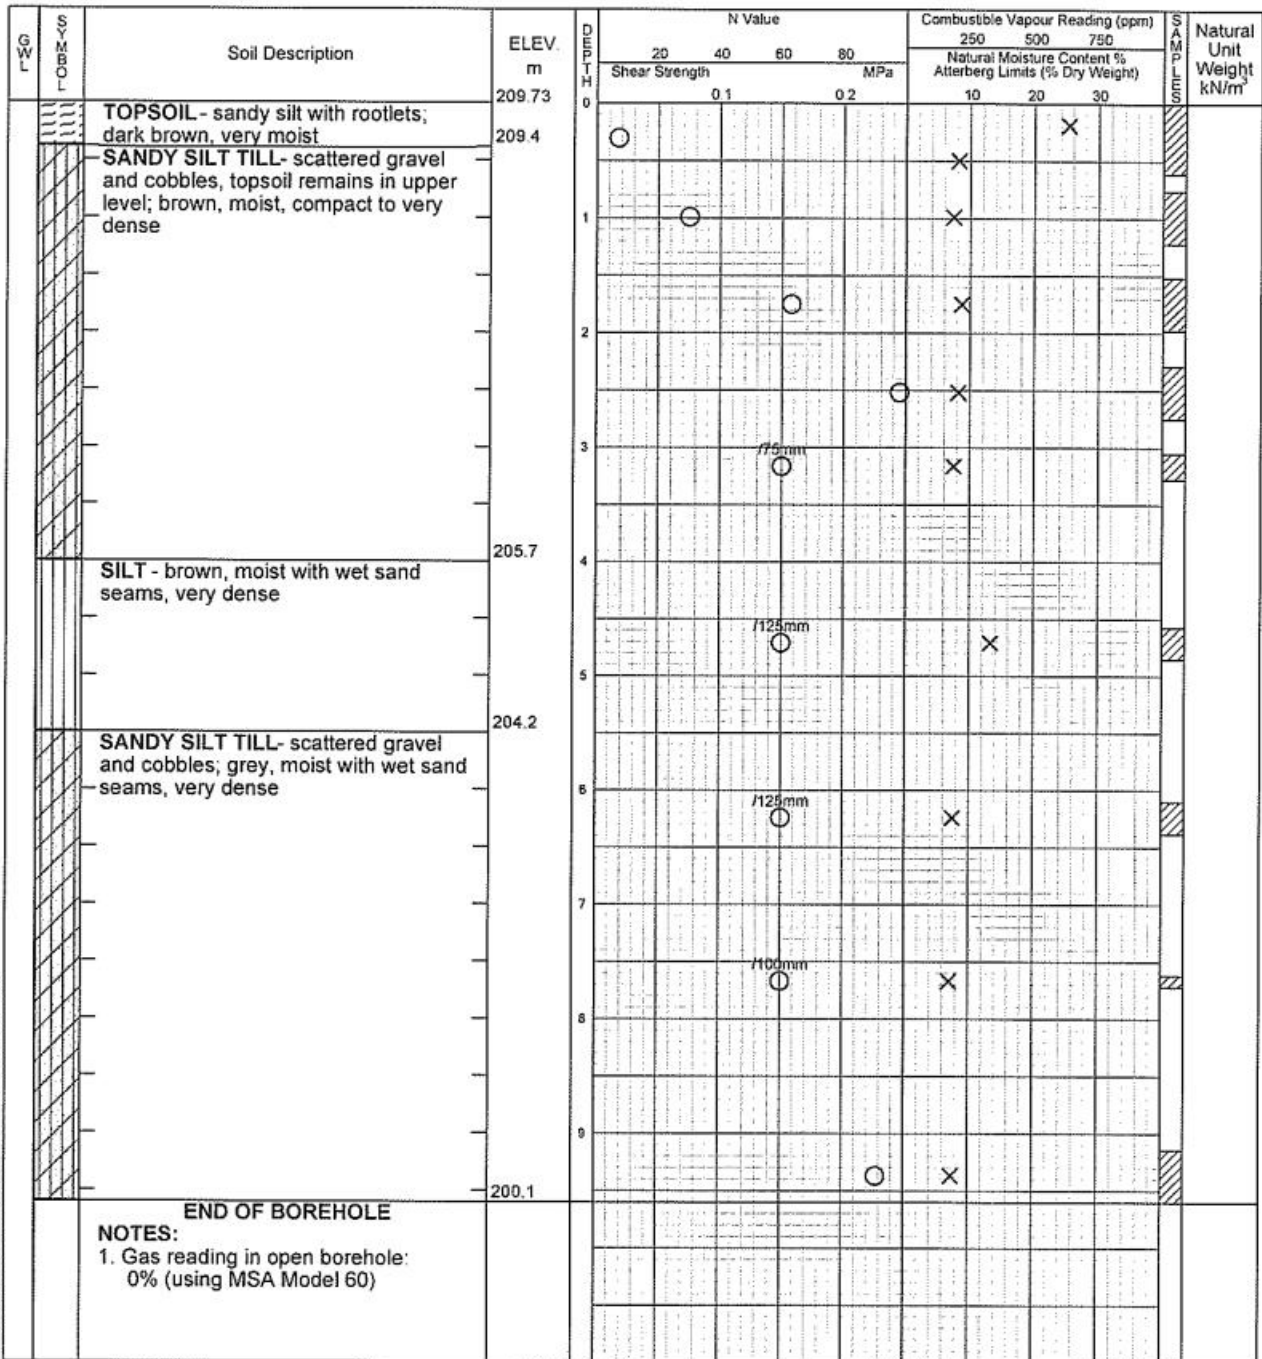 GWL
SYMBOL
Soil Description
ELEV.
m
DEPTH
N Value
20 40 60 80
Shear Strength MPa
0.1 0.2
Combustible Vapour Reading (ppm)
250 500 750
Natural Moisture Content %
Atterberg Limits (% Dry Weight)
10 20 30
SAMPLES
Natural
Unit
Weight
kN/m³
209.73
0
TOPSOIL- sandy silt with rootlets;
dark brown, very moist
209.4
SANDY SILT TILL- scattered gravel
and cobbles, topsoil remains in upper
level; brown, moist, compact to very
dense
1
2
3
/75mm
205.7
4
SILT - brown, moist with wet sand
seams, very dense
/125mm
5
204.2
SANDY SILT TILL- scattered gravel
and cobbles; grey, moist with wet sand
seams, very dense
6
/125mm
7
/100mm
8
9
200.1
END OF BOREHOLE
NOTES:
1. Gas reading in open borehole:
0% (using MSA Model 60)